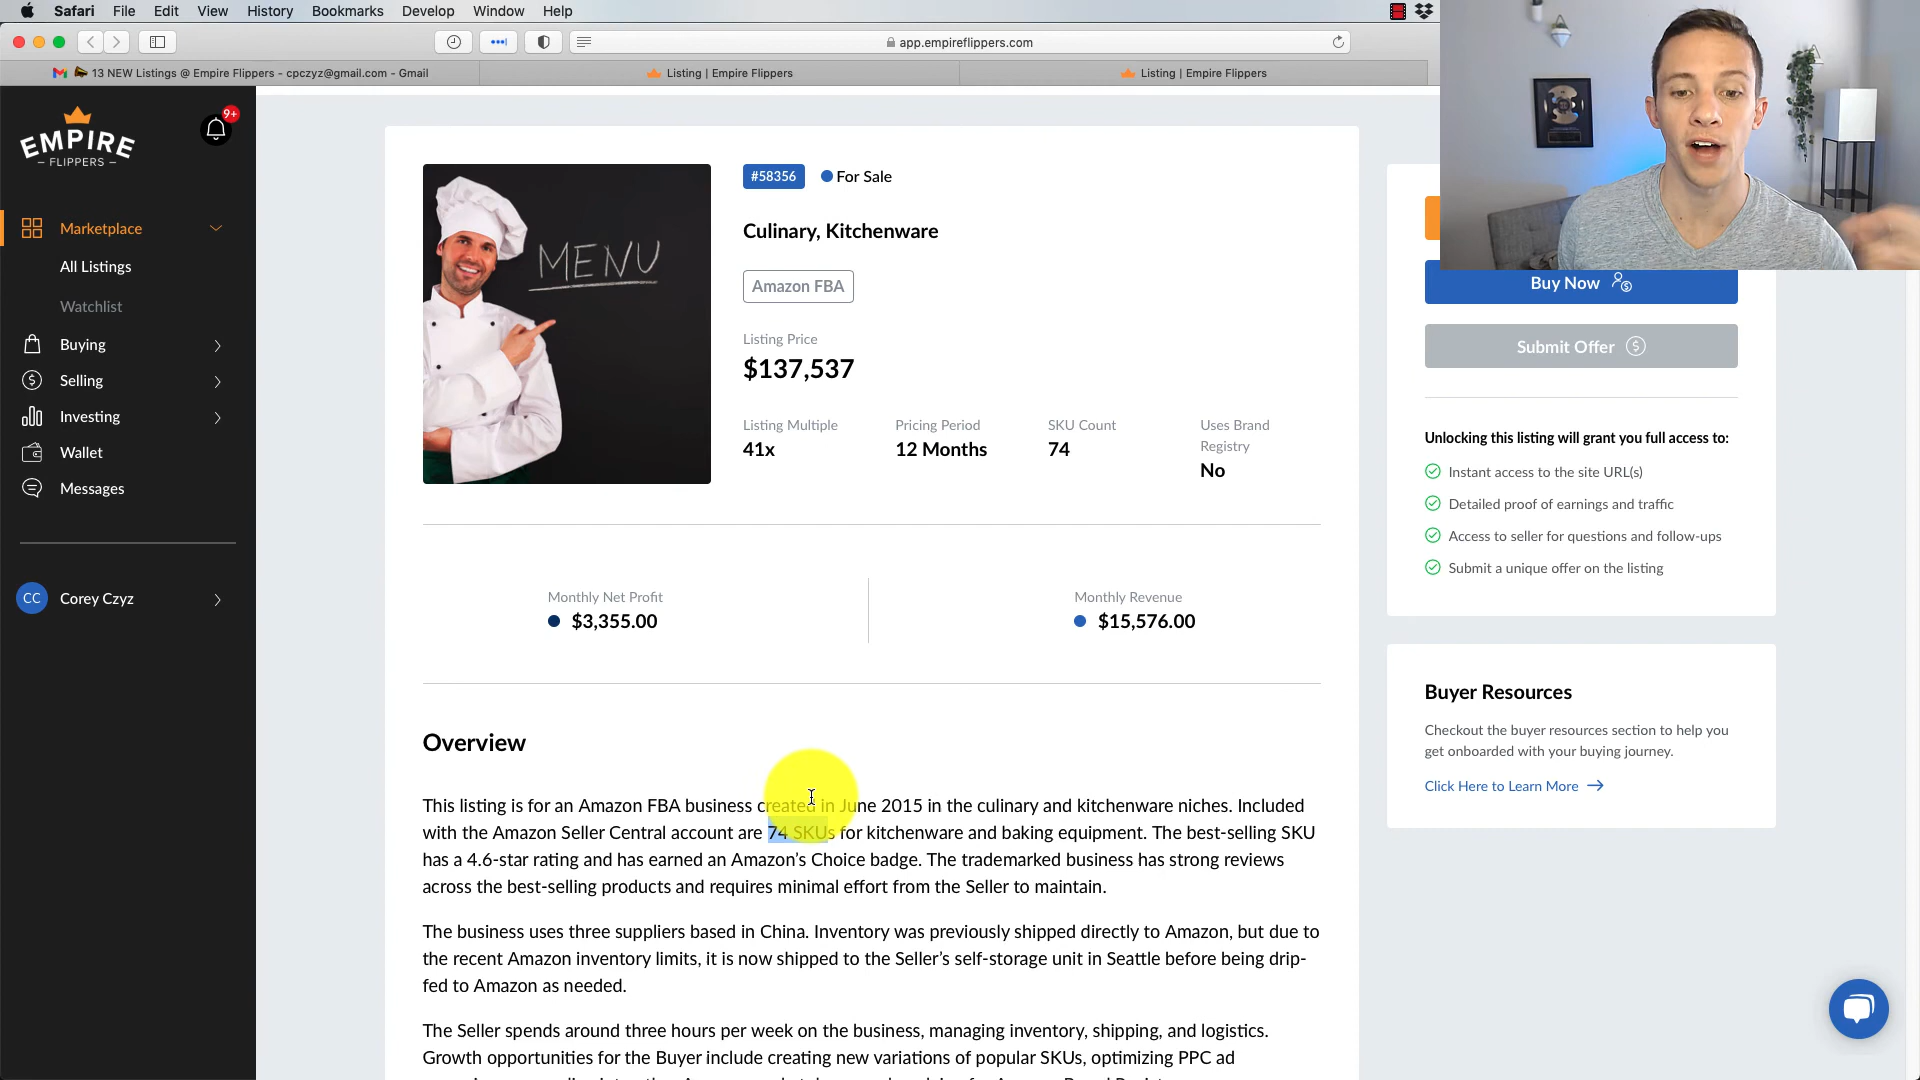 Safari File Edit View History Bookmarks Develop Window Help
app.empireflippers.com
13 NEW Listings @ Empire Flippers - cpczyz@gmail.com - Gmail
Listing | Empire Flippers
Listing | Empire Flippers
EMPIRE
FLIPPERS
9+
Marketplace
All Listings
Watchlist
Buying
Selling
Investing
Wallet
Messages
CC Corey Czyz
MENU
#58356 For Sale
Culinary, Kitchenware
Amazon FBA
Listing Price
$137,537
Listing Multiple
41x
Pricing Period
12 Months
SKU Count
74
Uses Brand
Registry
No
Monthly Net Profit
$3,355.00
Monthly Revenue
$15,576.00
Overview
This listing is for an Amazon FBA business created in June 2015 in the culinary and kitchenware niches. Included
with the Amazon Seller Central account are 74 SKUs for kitchenware and baking equipment. The best-selling SKU
has a 4.6-star rating and has earned an Amazon's Choice badge. The trademarked business has strong reviews
across the best-selling products and requires minimal effort from the Seller to maintain.
The business uses three suppliers based in China. Inventory was previously shipped directly to Amazon, but due to
the recent Amazon inventory limits, it is now shipped to the Seller's self-storage unit in Seattle before being drip-
fed to Amazon as needed.
The Seller spends around three hours per week on the business, managing inventory, shipping, and logistics.
Growth opportunities for the Buyer include creating new variations of popular SKUs, optimizing PPC ad
Buy Now
Submit Offer
Unlocking this listing will grant you full access to:
Instant access to the site URL(s)
Detailed proof of earnings and traffic
Access to seller for questions and follow-ups
Submit a unique offer on the listing
Buyer Resources
Checkout the buyer resources section to help you
get onboarded with your buying journey.
Click Here to Learn More